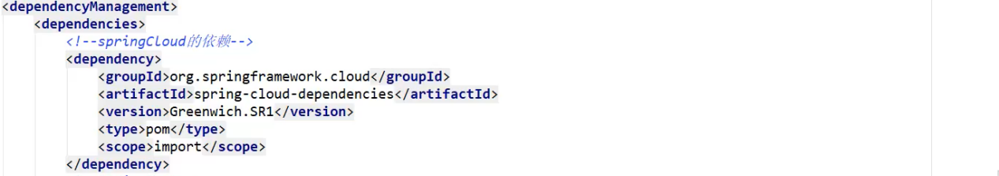 <dependencyManagement>
<dependencies>
<!--springCloud的依赖-->
<dependency>
<groupId>org.springframework.cloud</groupId>
<artifactId>spring-cloud-dependencies</artifactId>
<version>Greenwich.SR1</version>
<type>pom</type>
<scope>import</scope>
</dependency>